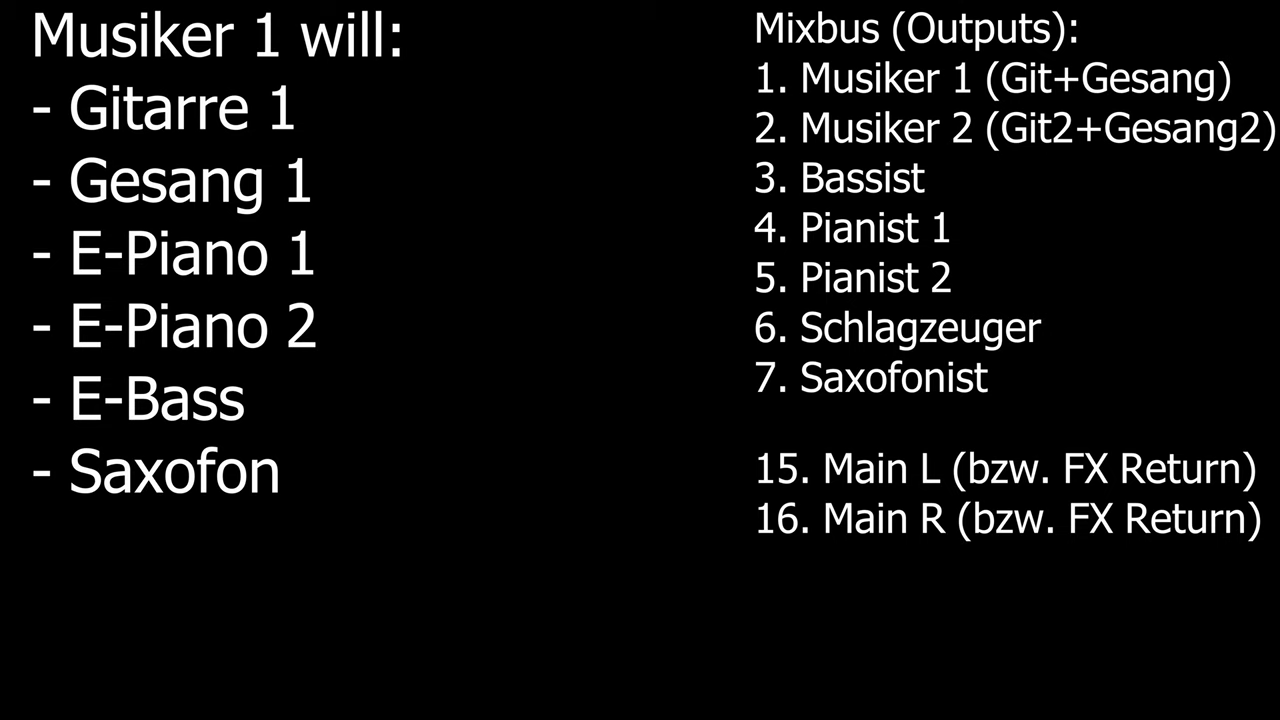 Musiker 1 will:
- Gitarre 1
- Gesang 1
- E-Piano 1
- E-Piano 2
- E-Bass
- Saxofon
Mixbus (Outputs):
1. Musiker 1 (Git+Gesang)
2. Musiker 2 (Git2+Gesang2)
3. Bassist
4. Pianist 1
5. Pianist 2
6. Schlagzeuger
7. Saxofonist
15. Main L (bzw. FX Return)
16. Main R (bzw. FX Return)